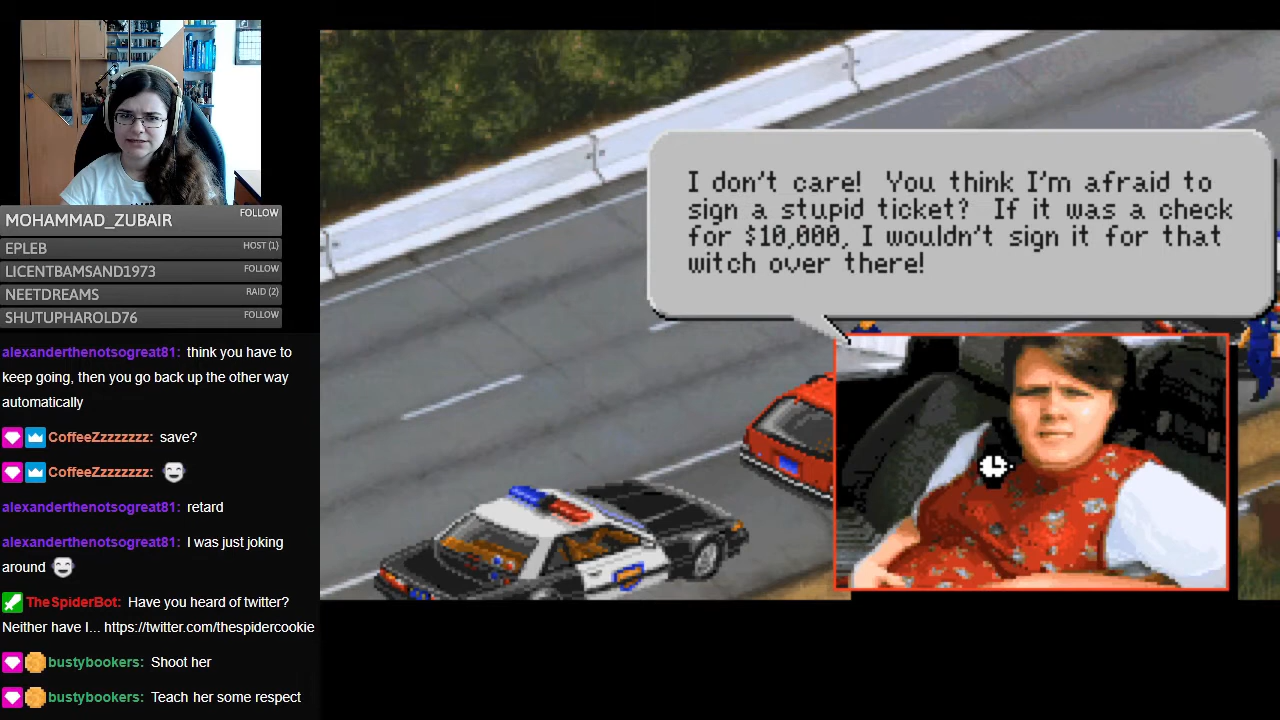 MOHAMMAD_ZUBAIR FOLLOW
EPLEB HOST (1)
LICENTBAMSAND1973 FOLLOW
NEETDREAMS RAID (2)
SHUTUPHAROLD76 FOLLOW
alexanderthenotsogreat81: think you have to
keep going, then you go back up the other way
automatically
CoffeeZzzzzzzz: save?
CoffeeZzzzzzzz:
alexanderthenotsogreat81: retard
alexanderthenotsogreat81: I was just joking
around
TheSpiderBot: Have you heard of twitter?
Neither have I... https://twitter.com/thespidercookie
bustybookers: Shoot her
bustybookers: Teach her some respect
I don't care!  You think I'm afraid to
sign a stupid ticket?  If it was a check
for $10,000, I wouldn't sign it for that
witch over there!